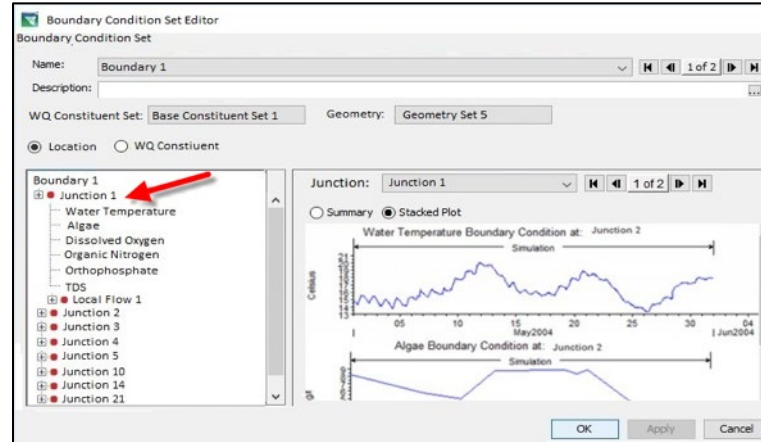 Boundary Condition Set Editor
Boundary Condition Set
Name: Boundary 1 1 of 2
Description: ...
WQ Constituent Set: Base Constituent Set 1 Geometry: Geometry Set 5
Location WQ Constiuent
Boundary 1
Junction 1
Water Temperature
Algae
Dissolved Oxygen
Organic Nitrogen
Orthophosphate
TDS
Local Flow 1
Junction 2
Junction 3
Junction 4
Junction 5
Junction 10
Junction 14
Junction 21
Junction: Junction 1 1 of 2
Summary Stacked Plot
Water Temperature Boundary Condition at: Junction 2
Simulation
Celsius
13
05 10 15 20 25 30 04
May2004 Jun2004
Algae Boundary Condition at: Junction 2
Simulation
OK Apply Cancel